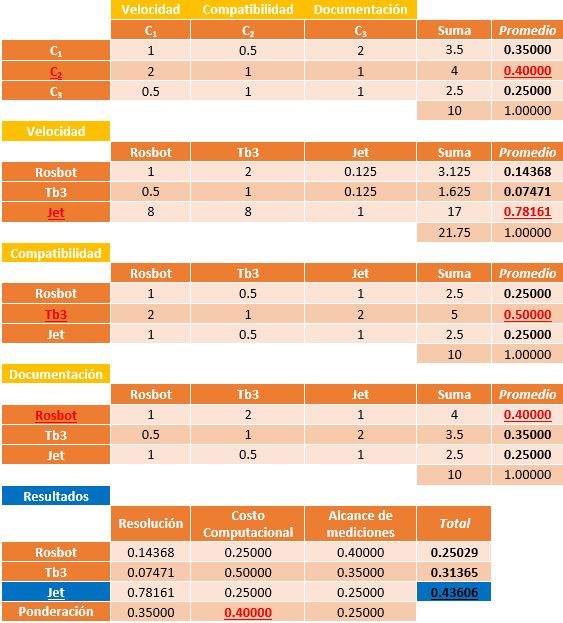 Velocidad Compatibilidad Documentación
C₁ C₂ C₃ Suma Promedio
C₁ 1 0.5 2 3.5 0.35000
C₂ 2 1 1 4 0.40000
C₃ 0.5 1 1 2.5 0.25000
10 1.00000
Velocidad
Rosbot Tb3 Jet Suma Promedio
Rosbot 1 2 0.125 3.125 0.14368
Tb3 0.5 1 0.125 1.625 0.07471
Jet 8 8 1 17 0.78161
21.75 1.00000
Compatibilidad
Rosbot Tb3 Jet Suma Promedio
Rosbot 1 0.5 1 2.5 0.25000
Tb3 2 1 2 5 0.50000
Jet 1 0.5 1 2.5 0.25000
10 1.00000
Documentación
Rosbot Tb3 Jet Suma Promedio
Rosbot 1 2 1 4 0.40000
Tb3 0.5 1 2 3.5 0.35000
Jet 1 0.5 1 2.5 0.25000
10 1.00000
Resultados
Resolución Costo Computacional Alcance de mediciones Total
Rosbot 0.14368 0.25000 0.40000 0.25029
Tb3 0.07471 0.50000 0.35000 0.31365
Jet 0.78161 0.25000 0.25000 0.43606
Ponderación 0.35000 0.40000 0.25000